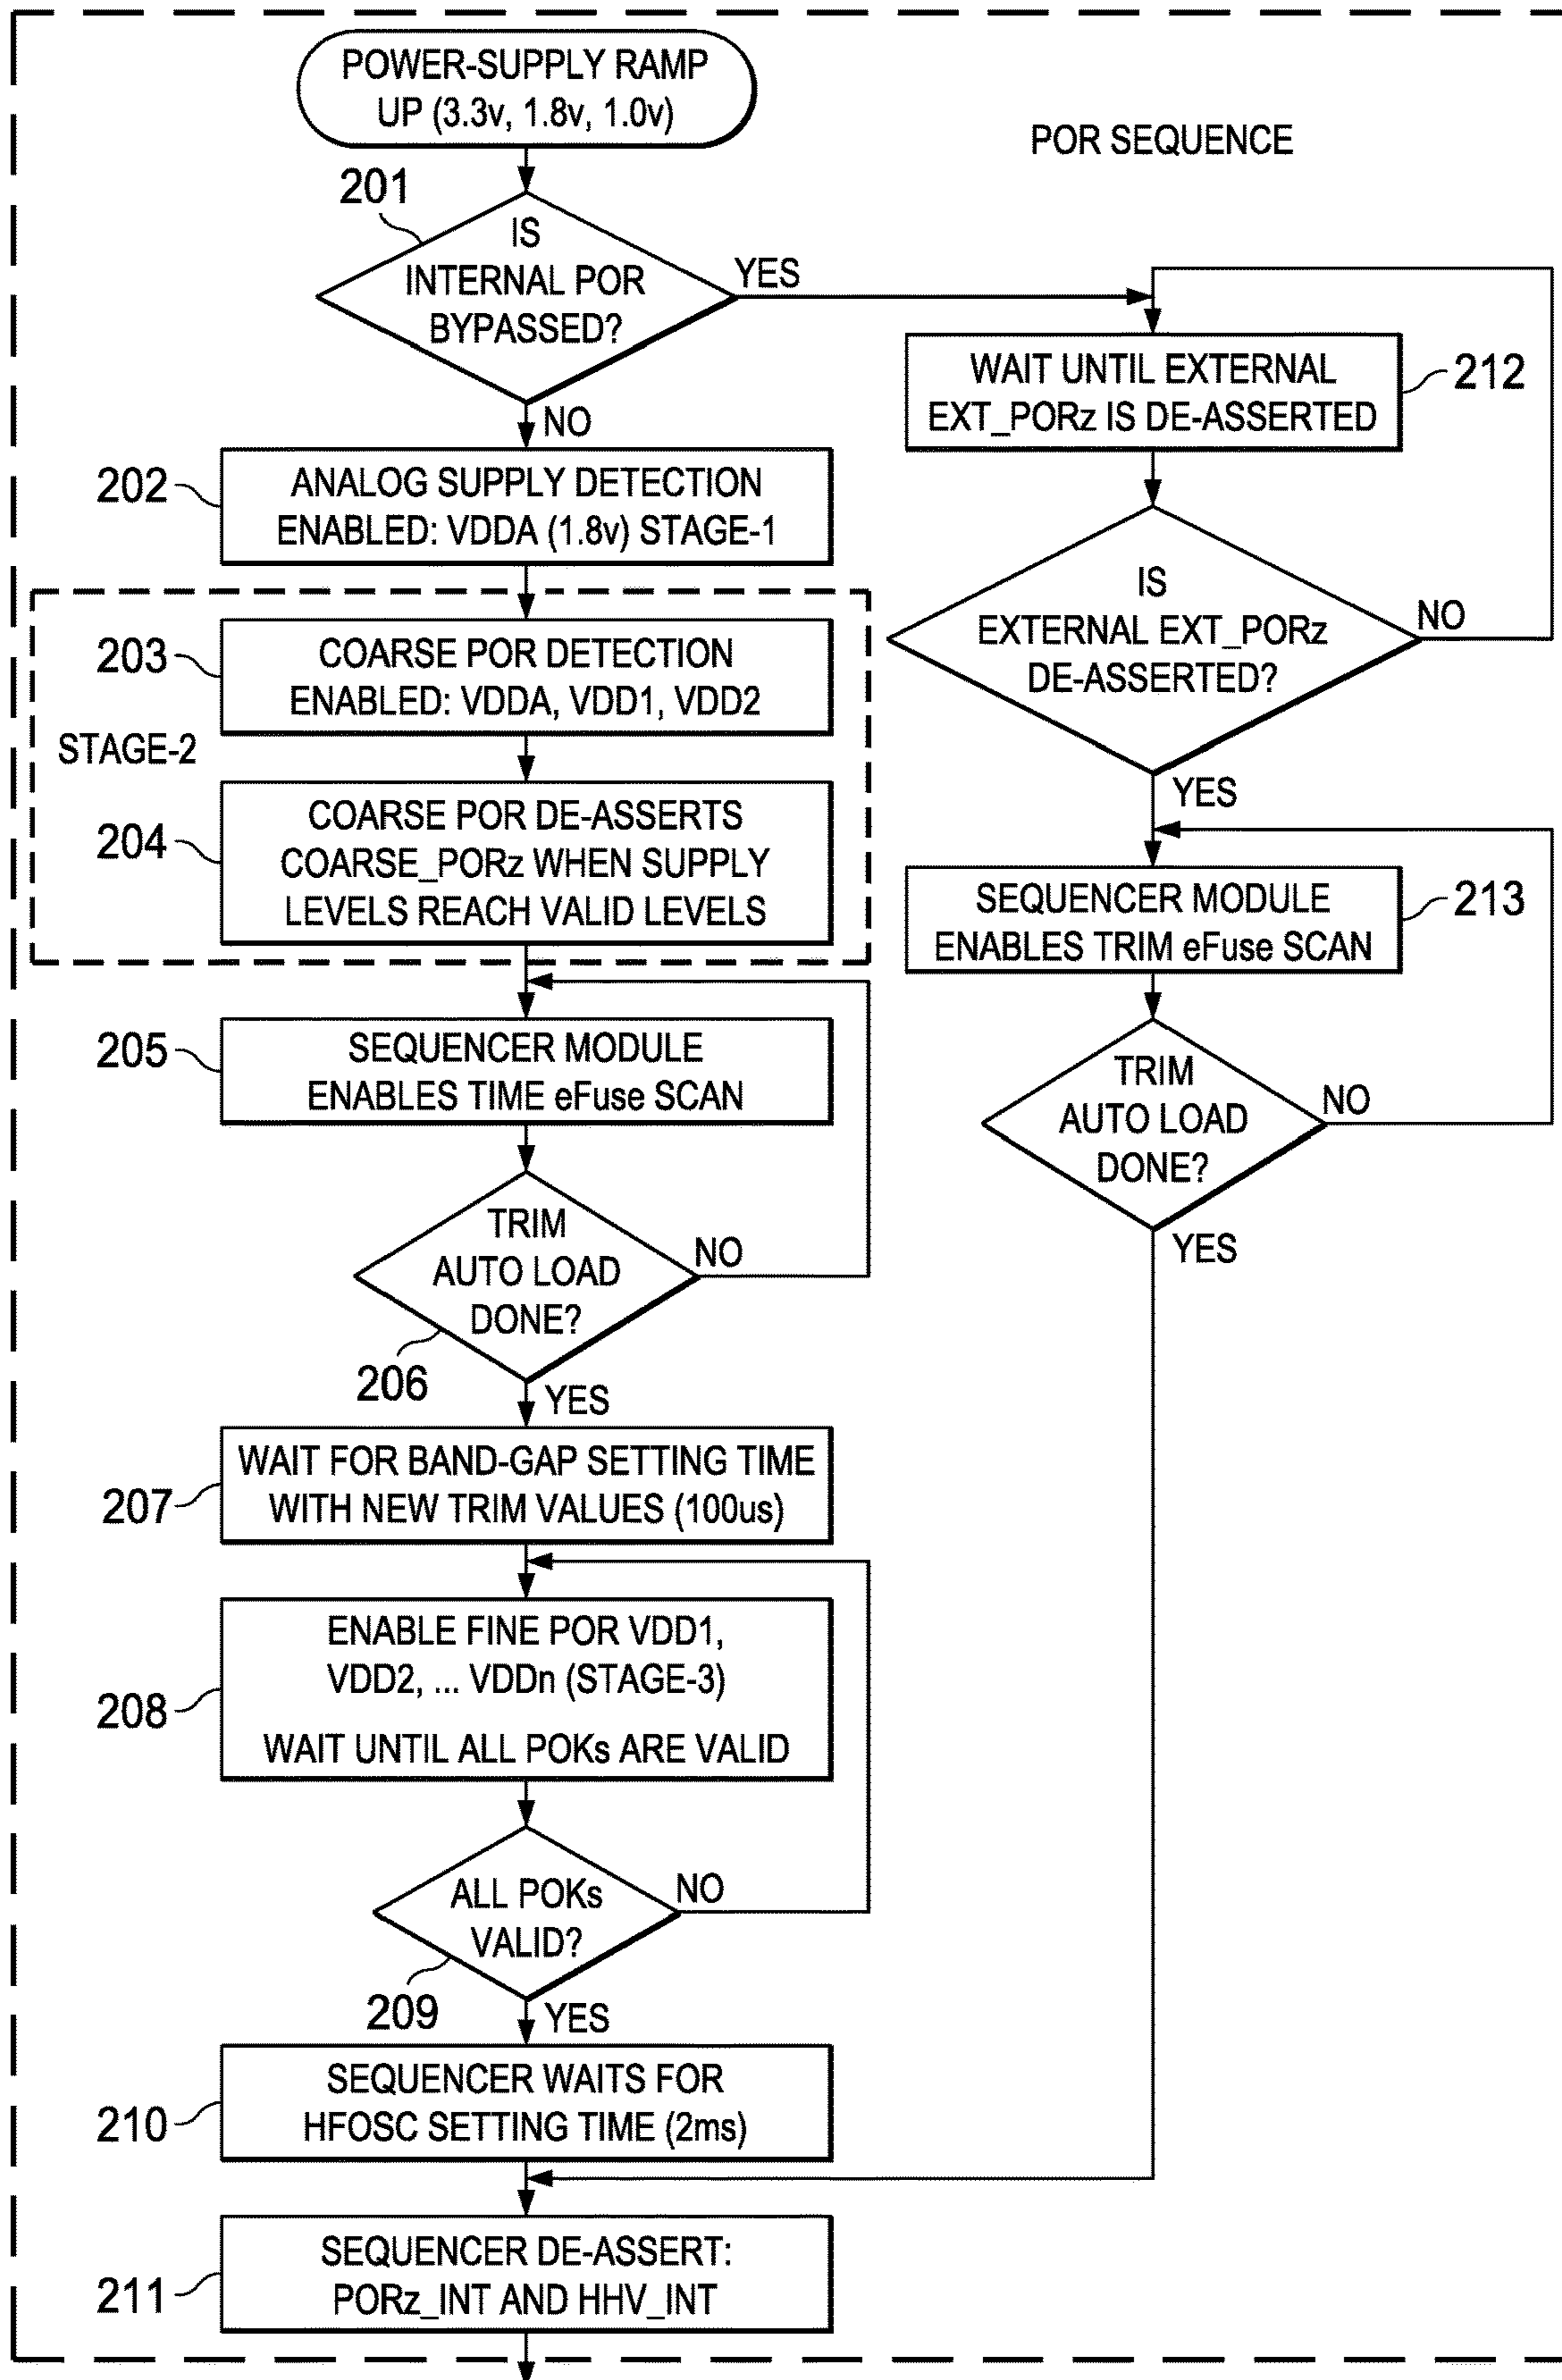 POWER-SUPPLY RAMP
UP (3.3v, 1.8v, 1.0v)
POR SEQUENCE
201
IS
INTERNAL POR
BYPASSED?
YES
NO
202
ANALOG SUPPLY DETECTION
ENABLED: VDDA (1.8v) STAGE-1
STAGE-2
203
COARSE POR DETECTION
ENABLED: VDDA, VDD1, VDD2
204
COARSE POR DE-ASSERTS
COARSE_PORz WHEN SUPPLY
LEVELS REACH VALID LEVELS
205
SEQUENCER MODULE
ENABLES TIME eFuse SCAN
TRIM
AUTO LOAD
DONE?
NO
206
YES
207
WAIT FOR BAND-GAP SETTING TIME
WITH NEW TRIM VALUES (100us)
208
ENABLE FINE POR VDD1,
VDD2, ... VDDn (STAGE-3)
WAIT UNTIL ALL POKs ARE VALID
ALL POKs
VALID?
NO
209
YES
210
SEQUENCER WAITS FOR
HFOSC SETTING TIME (2ms)
211
SEQUENCER DE-ASSERT:
PORz_INT AND HHV_INT
WAIT UNTIL EXTERNAL
EXT_PORz IS DE-ASSERTED
212
IS
EXTERNAL EXT_PORz
DE-ASSERTED?
NO
YES
SEQUENCER MODULE
ENABLES TRIM eFuse SCAN
213
TRIM
AUTO LOAD
DONE?
NO
YES